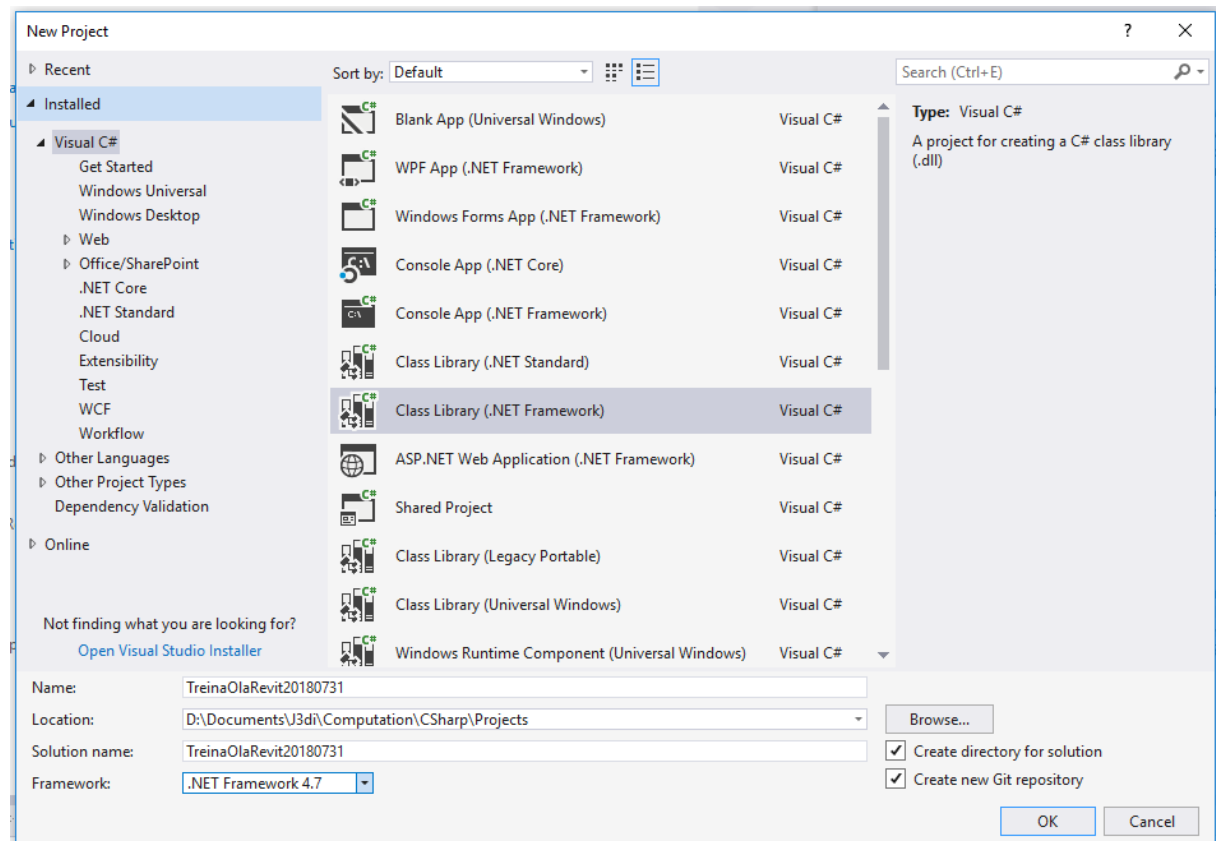 New Project
?
Recent
Installed
Visual C#
Get Started
Windows Universal
Windows Desktop
Web
Office/SharePoint
.NET Core
.NET Standard
Cloud
Extensibility
Test
WCF
Workflow
Other Languages
Other Project Types
Dependency Validation
Online
Not finding what you are looking for?
Open Visual Studio Installer
Sort by: Default
Blank App (Universal Windows) Visual C#
WPF App (.NET Framework) Visual C#
Windows Forms App (.NET Framework) Visual C#
Console App (.NET Core) Visual C#
Console App (.NET Framework) Visual C#
Class Library (.NET Standard) Visual C#
Class Library (.NET Framework) Visual C#
ASP.NET Web Application (.NET Framework) Visual C#
Shared Project Visual C#
Class Library (Legacy Portable) Visual C#
Class Library (Universal Windows) Visual C#
Windows Runtime Component (Universal Windows) Visual C#
Search (Ctrl+E)
Type: Visual C#
A project for creating a C# class library
(.dll)
Name: TreinaOlaRevit20180731
Location: D:\Documents\J3di\Computation\CSharp\Projects
Browse...
Solution name: TreinaOlaRevit20180731
Create directory for solution
Framework: .NET Framework 4.7
Create new Git repository
OK Cancel